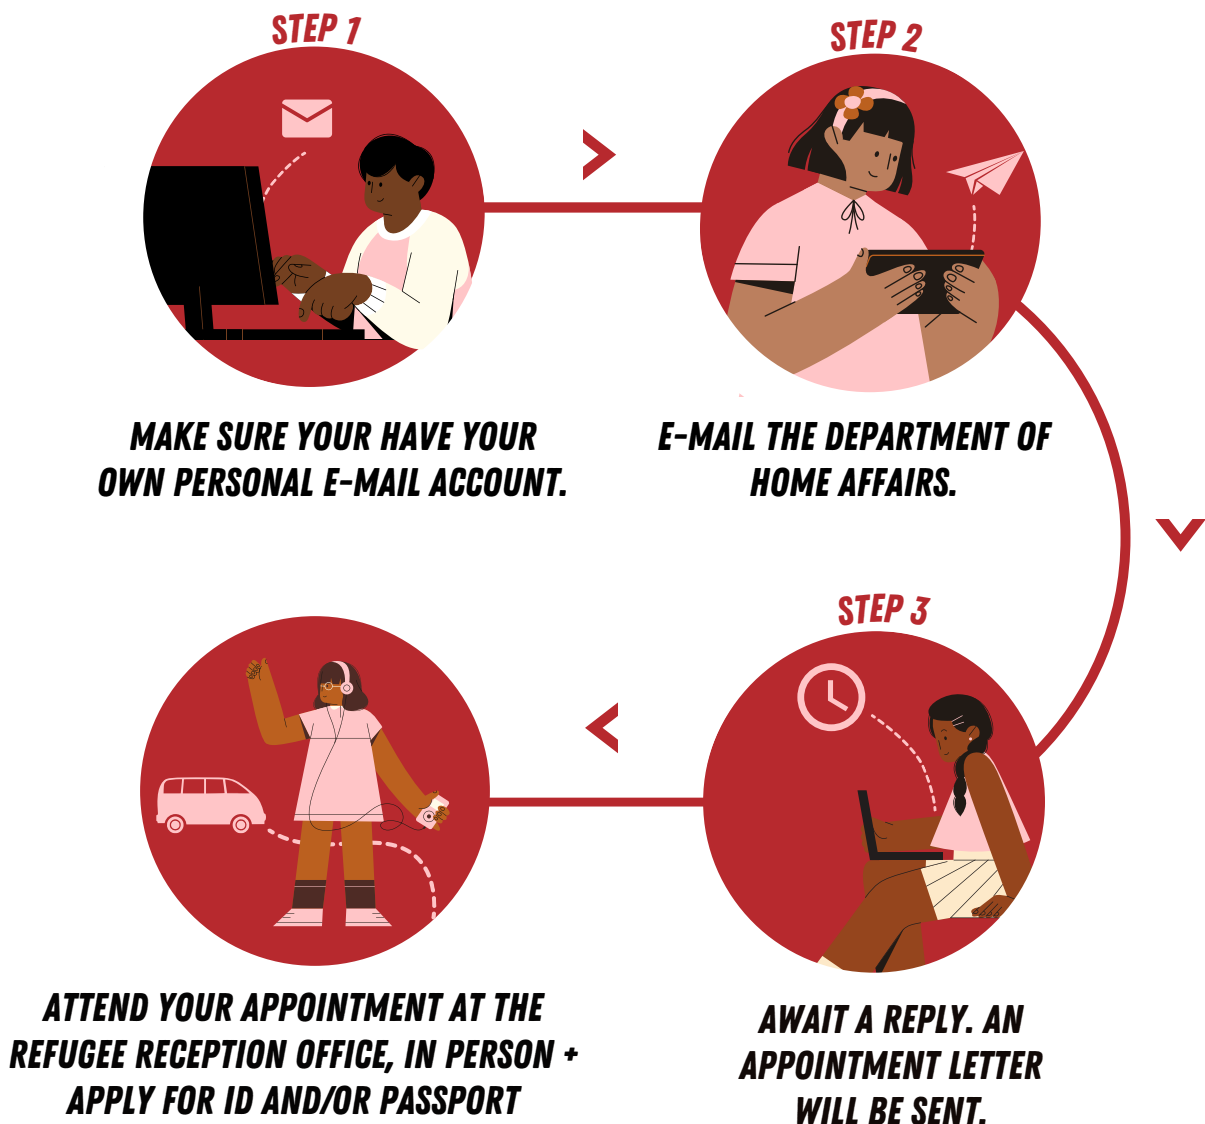 STEP 1
MAKE SURE YOUR HAVE YOUR
OWN PERSONAL E-MAIL ACCOUNT.
STEP 2
E-MAIL THE DEPARTMENT OF
HOME AFFAIRS.
STEP 3
AWAIT A REPLY. AN
APPOINTMENT LETTER
WILL BE SENT.
ATTEND YOUR APPOINTMENT AT THE
REFUGEE RECEPTION OFFICE, IN PERSON +
APPLY FOR ID AND/OR PASSPORT